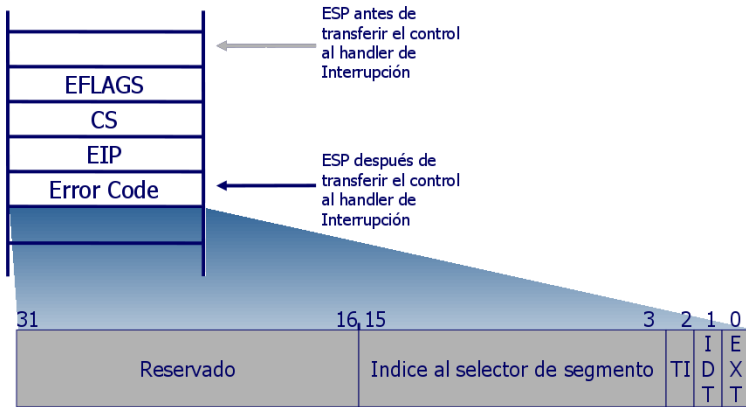 ESP antes de
transferir el control
al handler de
Interrupción
EFLAGS
CS
EIP
Error Code
ESP después de
transferir el control
al handler de
Interrupción
31 16 15 3 2 1 0
Reservado Indice al selector de segmento TI IDT EXT